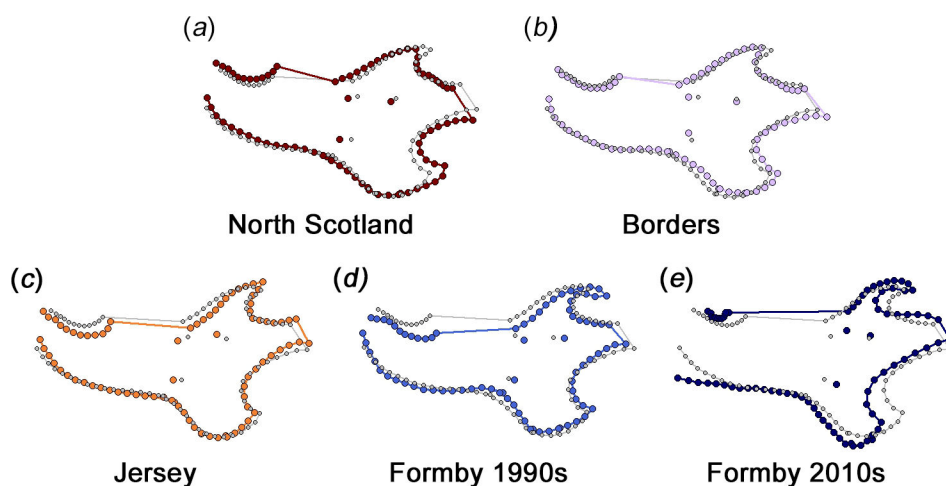 (a)
(b)
North Scotland
Borders
(c)
(d)
(e)
Jersey
Formby 1990s
Formby 2010s